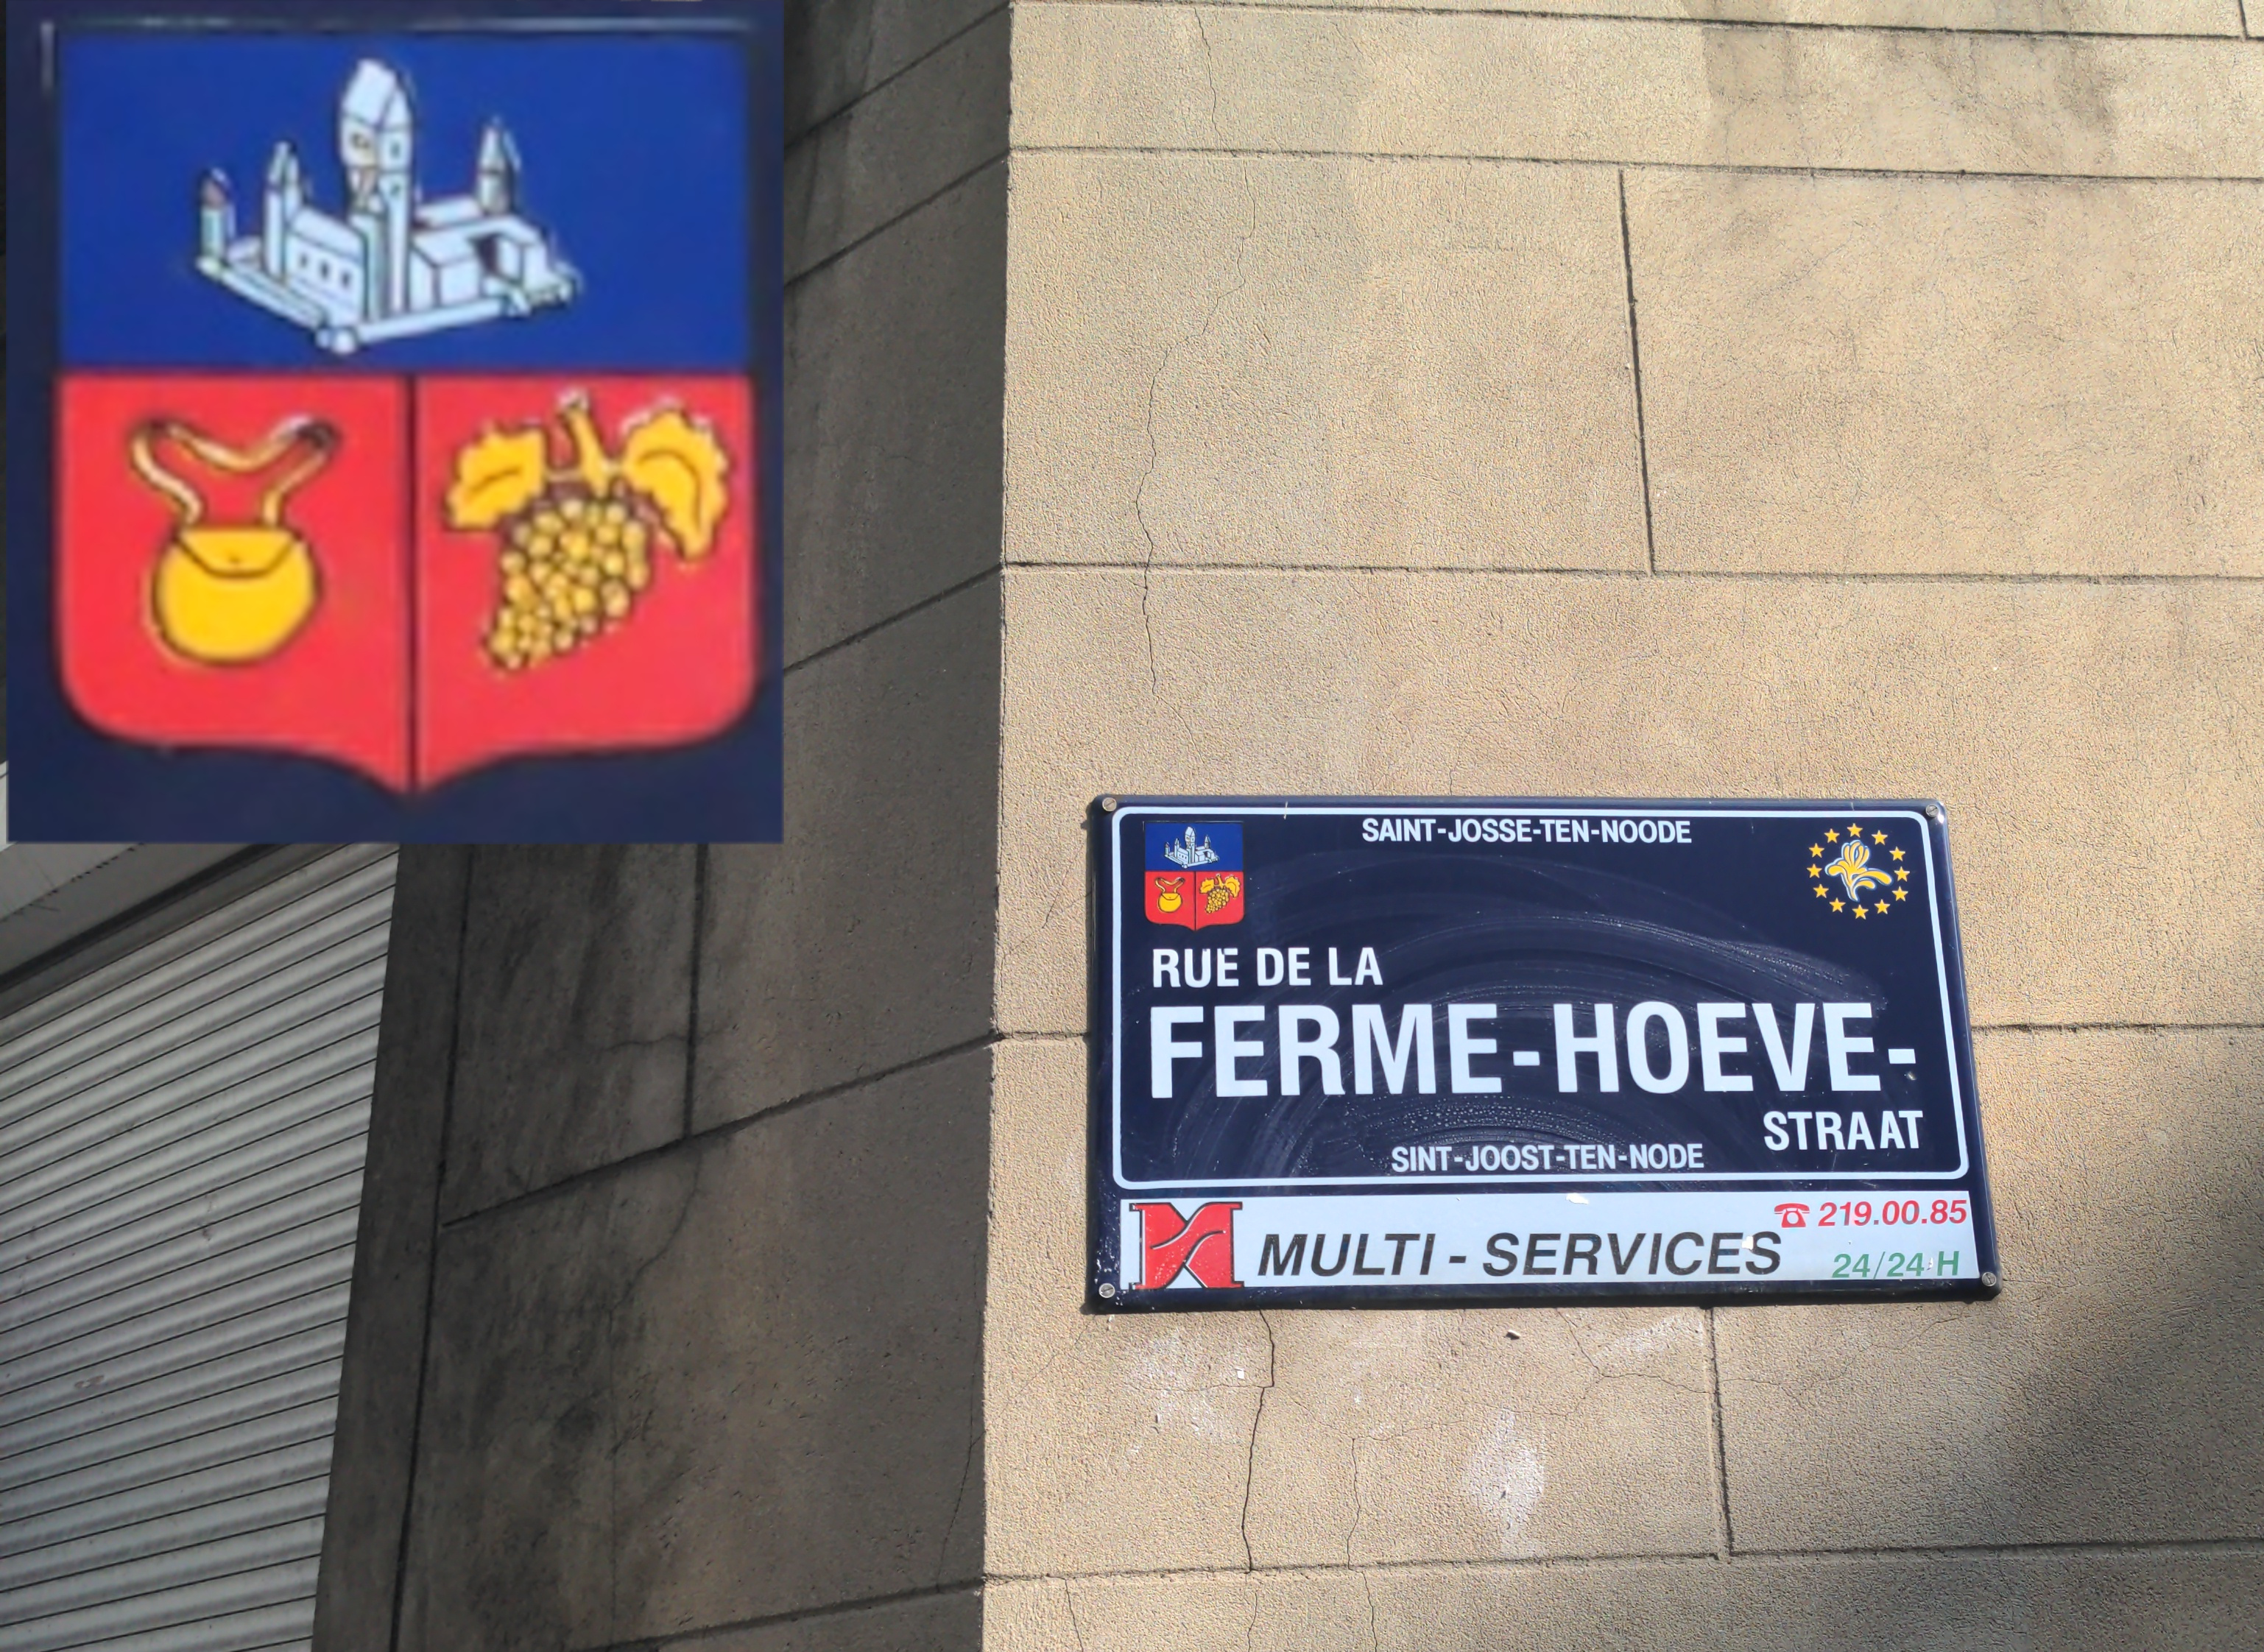 SAINT-JOSSE-TEN-NOODE
RUE DE LA
FERME-HOEVE-
STRAAT
SINT-JOOST-TEN-NODE
MULTI - SERVICES
☎ 219.00.85
24/24 H